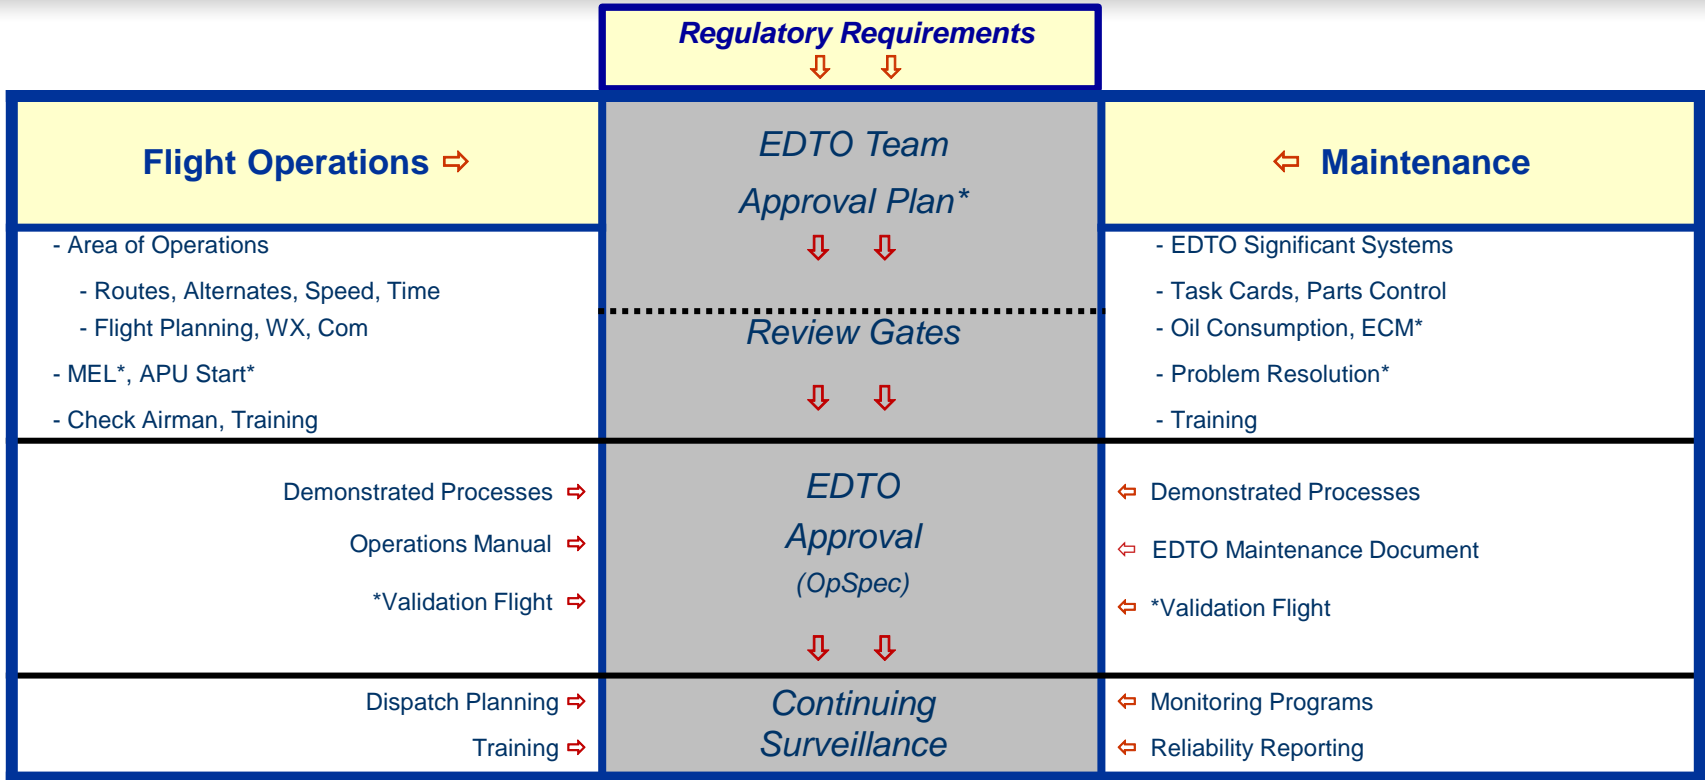 Regulatory Requirements
Flight Operations
EDTO Team
Approval Plan*
Maintenance
- Area of Operations
- Routes, Alternates, Speed, Time
- Flight Planning, WX, Com
- MEL*, APU Start*
- Check Airman, Training
Review Gates
- EDTO Significant Systems
- Task Cards, Parts Control
- Oil Consumption, ECM*
- Problem Resolution*
- Training
Demonstrated Processes
Operations Manual
*Validation Flight
EDTO
Approval
(OpSpec)
Demonstrated Processes
EDTO Maintenance Document
*Validation Flight
Dispatch Planning
Training
Continuing
Surveillance
Monitoring Programs
Reliability Reporting